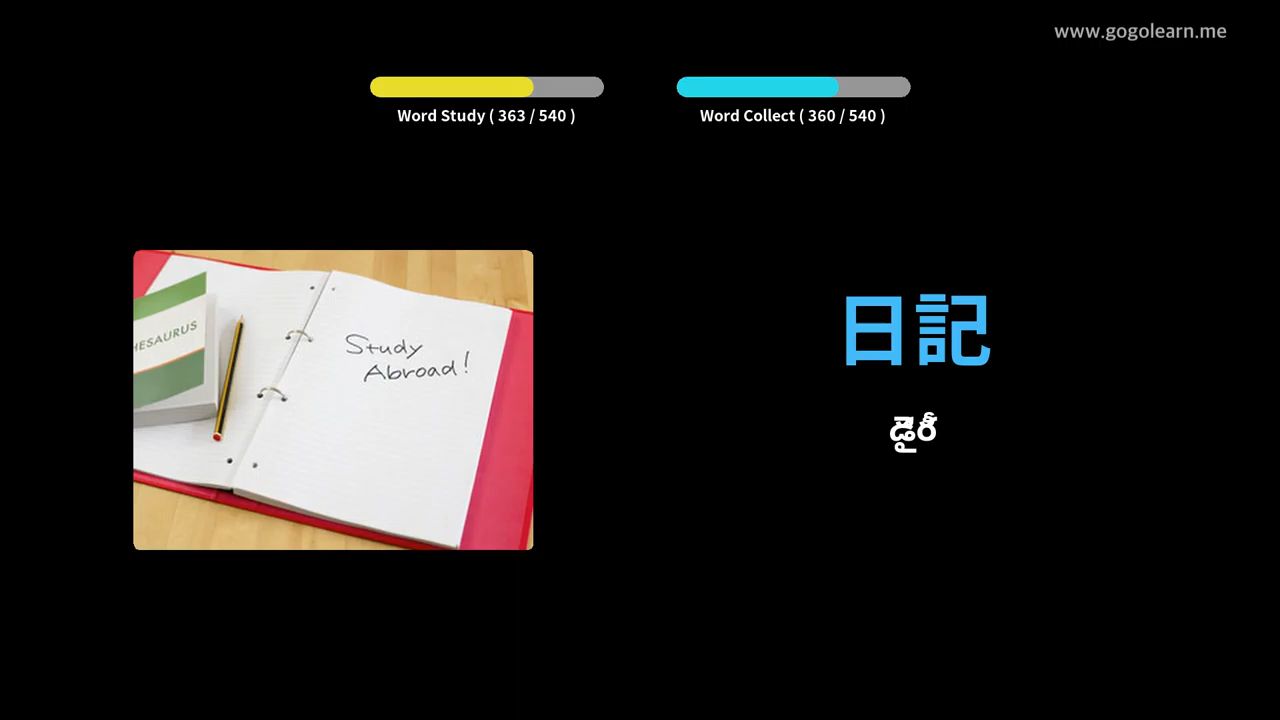 www.gogolearn.me
Word Study ( 363 / 540 )
Word Collect ( 360 / 540 )
HESAURUS
Study
Abroad!
日記
డైరీ